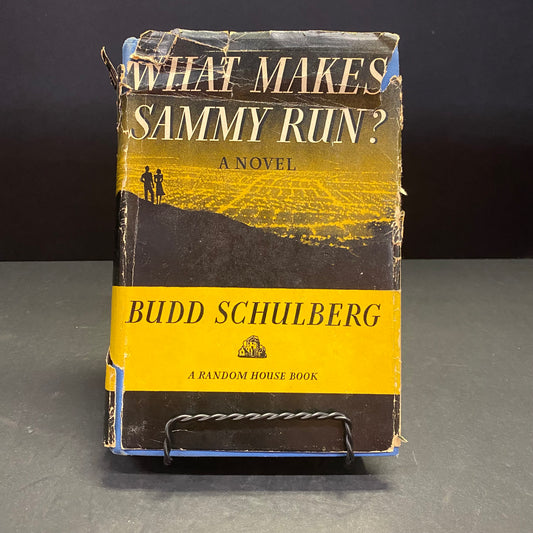 WHAT MAKES
SAMMY RUN?
A NOVEL
BUDD SCHULBERG
A RANDOM HOUSE BOOK